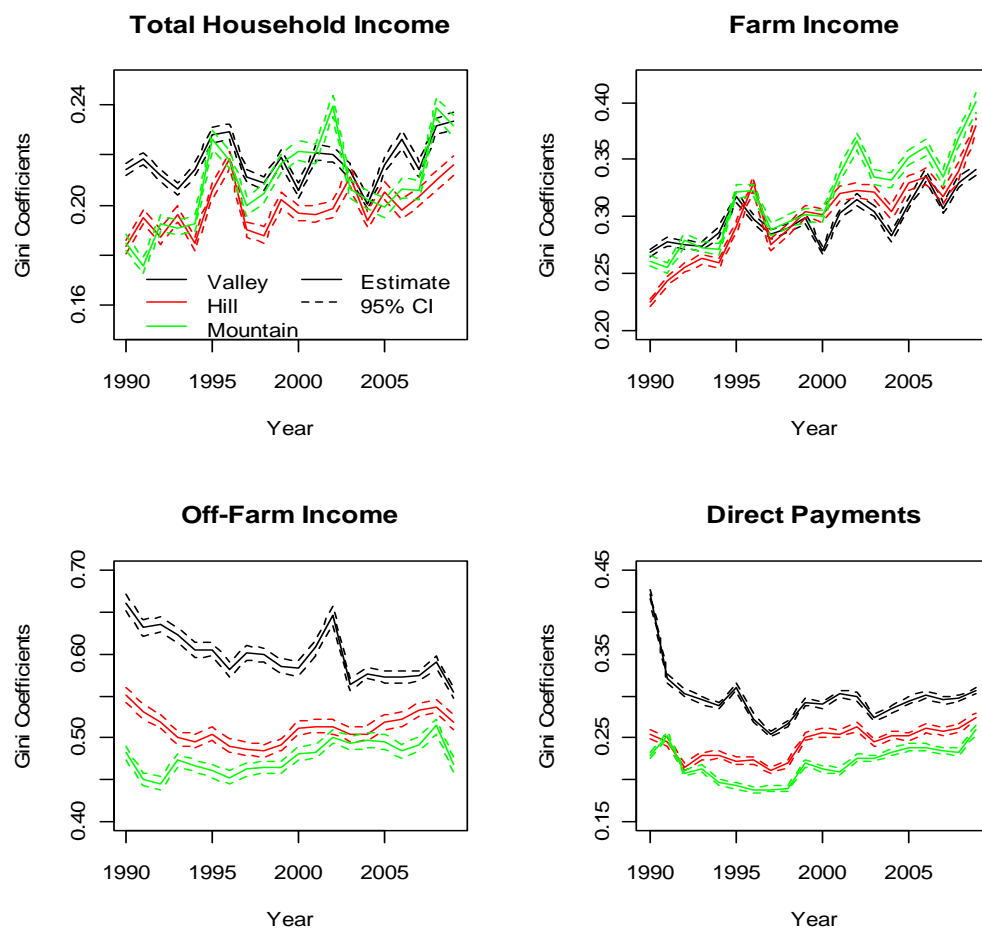 Total Household Income
Gini Coefficients
0.24
0.20
0.16
Valley
Hill
Mountain
Estimate
95% CI
1990 1995 2000 2005
Year
Farm Income
Gini Coefficients
0.40
0.35
0.30
0.25
0.20
1990 1995 2000 2005
Year
Off-Farm Income
Gini Coefficients
0.70
0.60
0.50
0.40
1990 1995 2000 2005
Year
Direct Payments
Gini Coefficients
0.45
0.35
0.25
0.15
1990 1995 2000 2005
Year